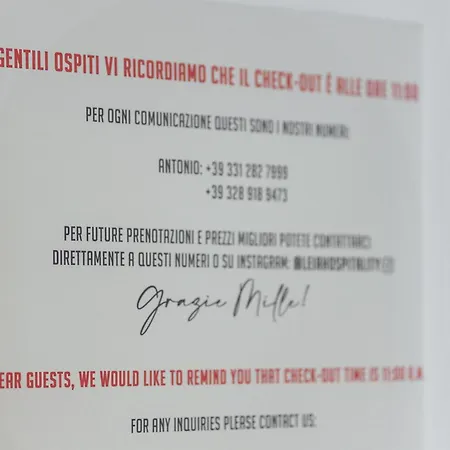 GENTILI OSPITI VI RICORDIAMO CHE IL CHECK-OUT È ALLE ORE 11:00
PER OGNI COMUNICAZIONE QUESTI SONO I NOSTRI NUMERI:
ANTONIO: +39 331 282 7999
+39 328 918 9473
PER FUTURE PRENOTAZIONI E PREZZI MIGLIORI POTETE CONTATTARCI
DIRETTAMENTE A QUESTI NUMERI O SU INSTAGRAM: @LEIAHOSPITALITY
Grazie Mille!
EAR GUESTS, WE WOULD LIKE TO REMIND YOU THAT CHECK-OUT TIME IS 11:00 A.M
FOR ANY INQUIRIES PLEASE CONTACT US: